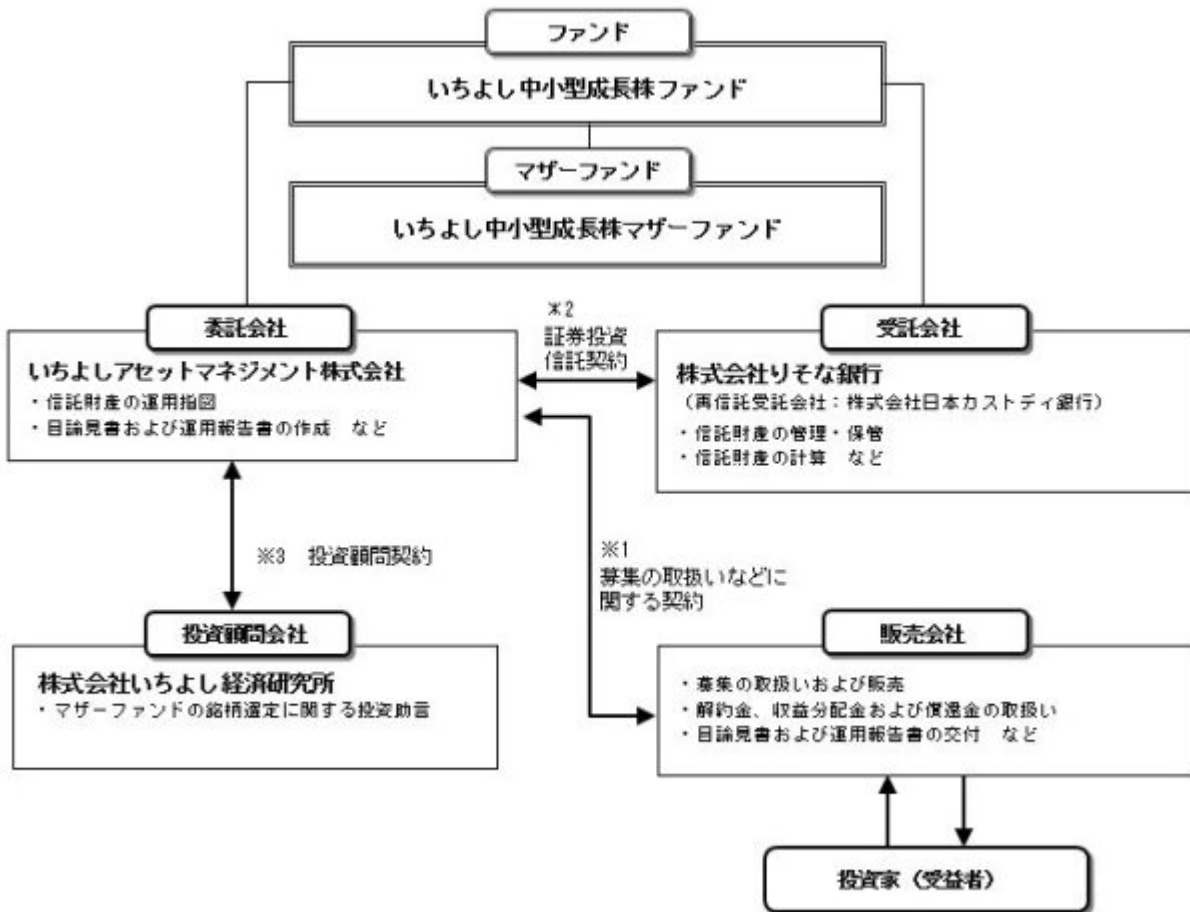 ファンド
いちよし中小型成長株ファンド
マザーファンド
いちよし中小型成長株マザーファンド
委託会社
いちよしアセットマネジメント株式会社
・信託財産の運用指図
・目論見書および運用報告書の作成　など
※2
証券投資
信託契約
受託会社
株式会社りそな銀行
（再信託受託会社：株式会社日本カストディ銀行）
・信託財産の管理・保管
・信託財産の計算　など
※3　投資顧問契約
※1
募集の取扱いなどに
関する契約
投資顧問会社
株式会社いちよし経済研究所
・マザーファンドの銘柄選定に関する投資助言
販売会社
・募集の取扱いおよび販売
・解約金、収益分配金および償還金の取扱い
・目論見書および運用報告書の交付　など
投資家（受益者）